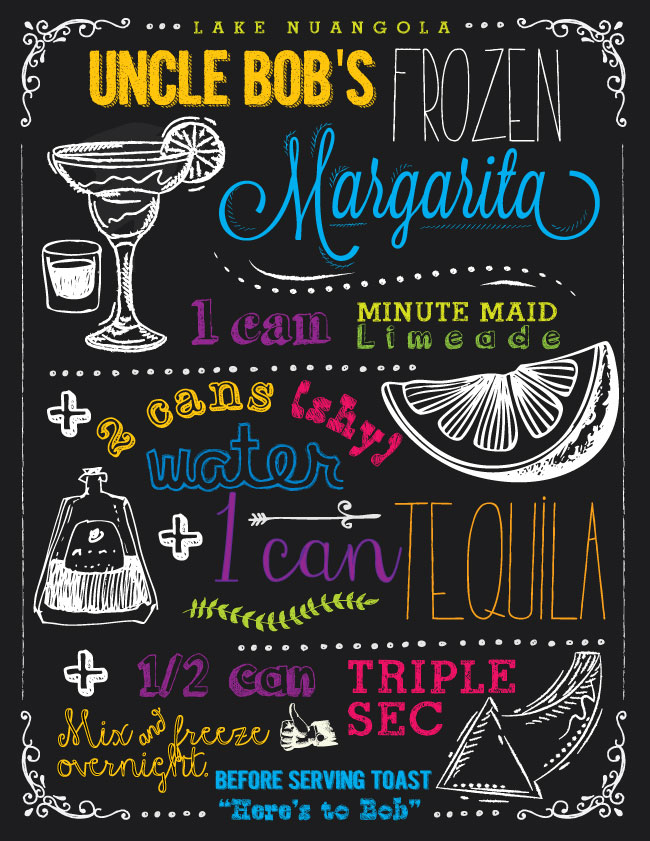 LAKE NUANGOLA
UNCLE BOB'S FROZEN
Margarita
1 can MINUTE MAID
Limeade
+ 2 cans (shy)
water
+ 1 can TEQUILA
+ 1/2 can TRIPLE
SEC
Mix and freeze
overnight.
BEFORE SERVING TOAST
“Here's to Bob”